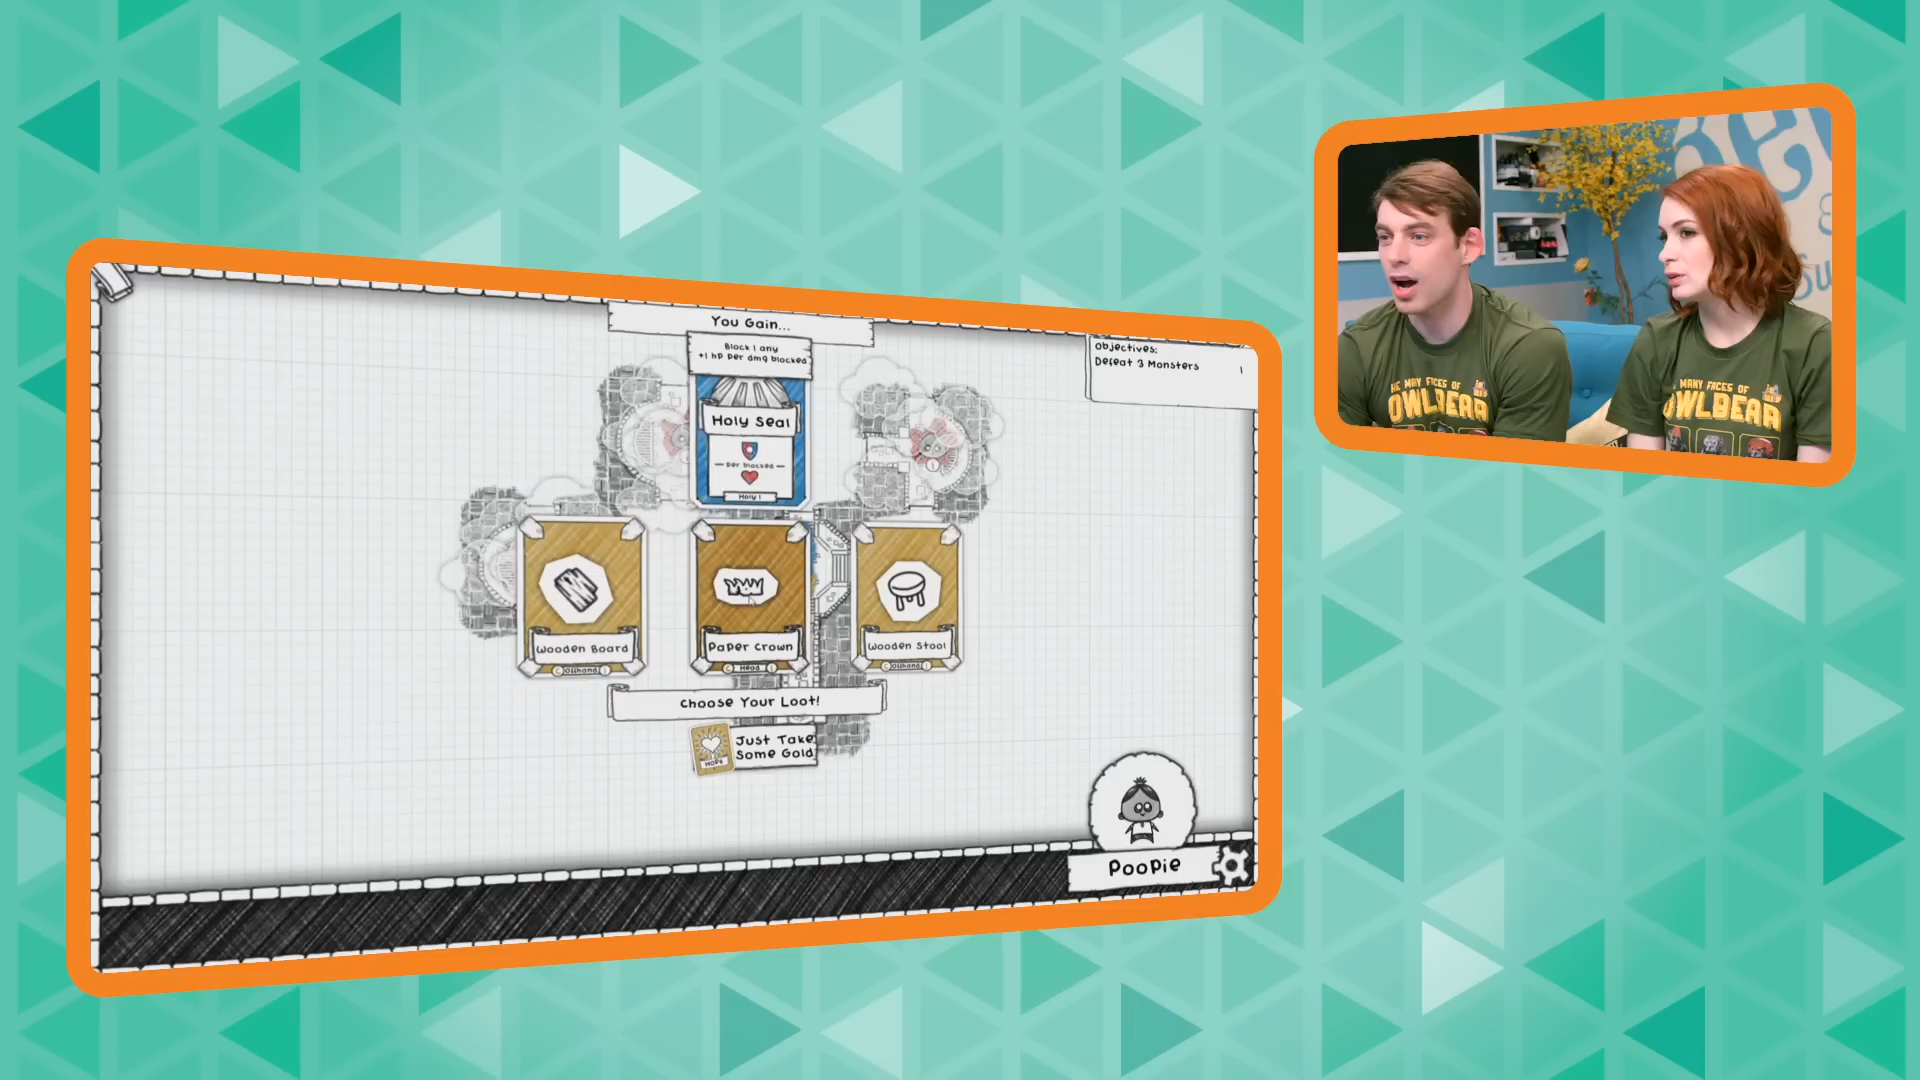 You Gain...
Block 1 any
+1 hp per dmg blocked
Holy Seal
Per blocked
Holy 1
Objectives:
Defeat 3 Monsters 1
Wooden Board
Offhand
Paper Crown
Head
Wooden Stool
Offhand
Choose Your Loot!
HOPE
Just Take
Some Gold
Poopie
MANY FACES OF
OWLBEAR
MANY FACES OF
OWLBEAR